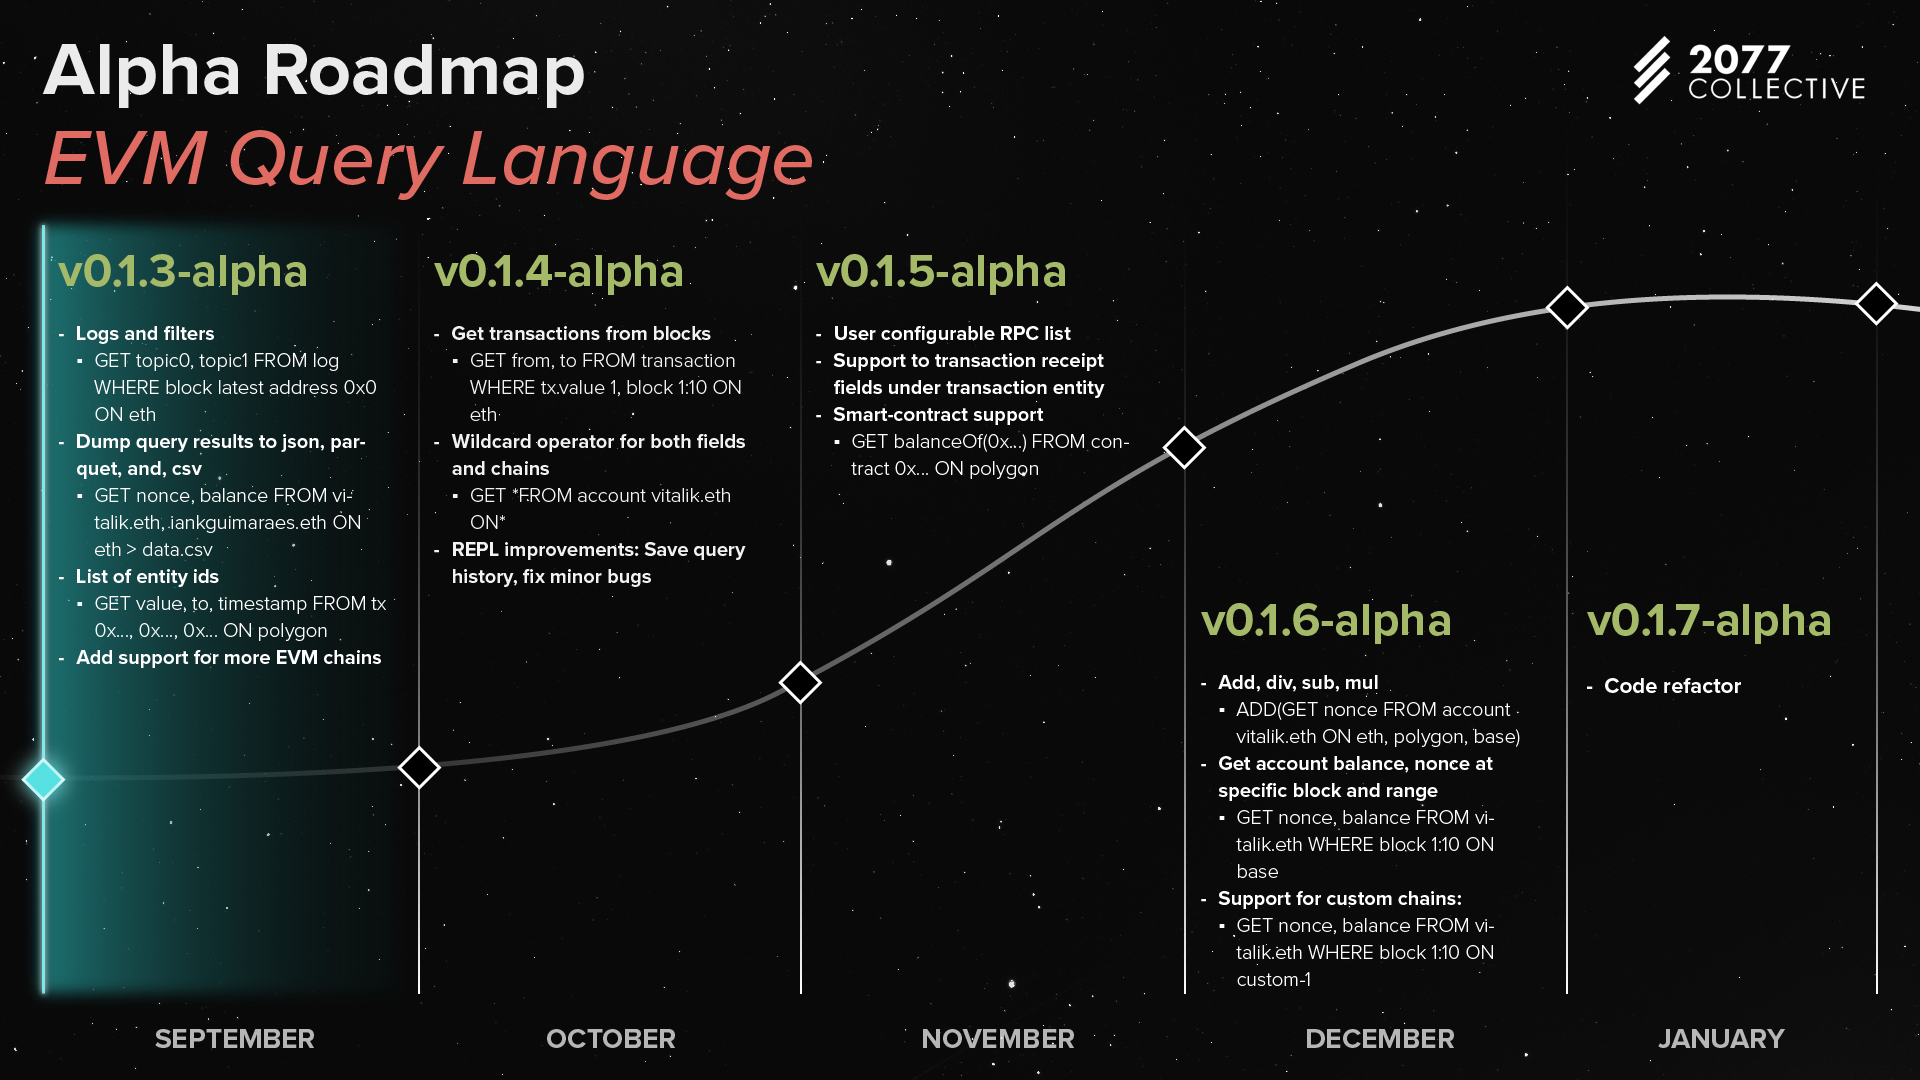 Alpha Roadmap
EVM Query Language
2077
COLLECTIVE
v0.1.3-alpha
- Logs and filters
▪ GET topic0, topic1 FROM log
WHERE block latest address 0x0
ON eth
- Dump query results to json, par-
quet, and, csv
▪ GET nonce, balance FROM vi-
talik.eth, iankguimaraes.eth ON
eth > data.csv
- List of entity ids
▪ GET value, to, timestamp FROM tx
0x..., 0x..., 0x... ON polygon
- Add support for more EVM chains
SEPTEMBER
v0.1.4-alpha
- Get transactions from blocks
▪ GET from, to FROM transaction
WHERE tx.value 1, block 1:10 ON
eth
- Wildcard operator for both fields
and chains
▪ GET *FROM account vitalik.eth
ON*
- REPL improvements: Save query
history, fix minor bugs
OCTOBER
v0.1.5-alpha
- User configurable RPC list
- Support to transaction receipt
fields under transaction entity
- Smart-contract support
▪ GET balanceOf(0x...) FROM con-
tract 0x... ON polygon
NOVEMBER
v0.1.6-alpha
- Add, div, sub, mul
▪ ADD(GET nonce FROM account
vitalik.eth ON eth, polygon, base)
- Get account balance, nonce at
specific block and range
▪ GET nonce, balance FROM vi-
talik.eth WHERE block 1:10 ON
base
- Support for custom chains:
▪ GET nonce, balance FROM vi-
talik.eth WHERE block 1:10 ON
custom-1
DECEMBER
v0.1.7-alpha
- Code refactor
JANUARY